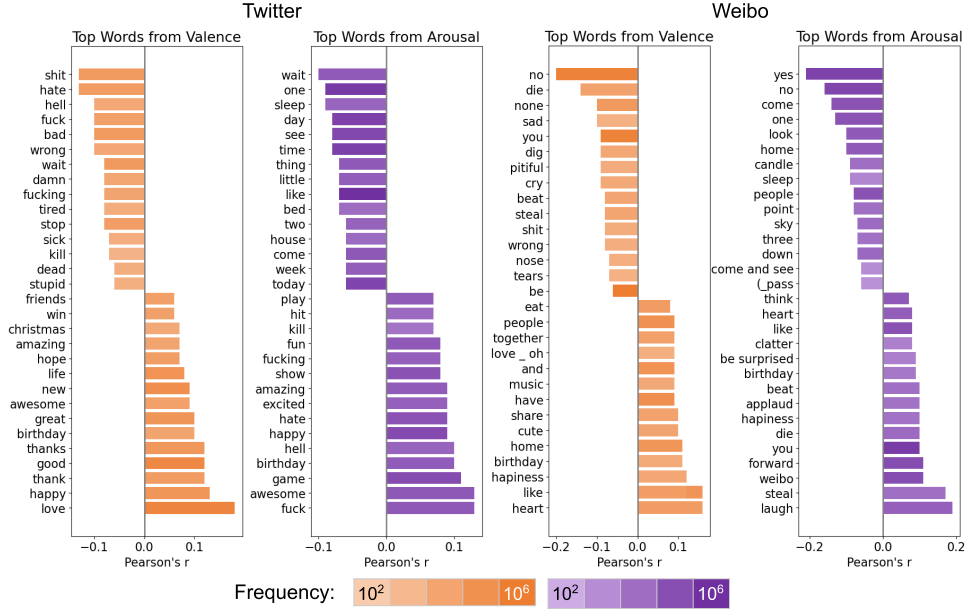 Twitter
Weibo
Top Words from Valence
Top Words from Arousal
Top Words from Valence
Top Words from Arousal
shit
hate
hell
fuck
bad
wrong
wait
damn
fucking
tired
stop
sick
kill
dead
stupid
friends
win
christmas
amazing
hope
life
new
awesome
great
birthday
thanks
good
thank
happy
love
−0.1 0.0 0.1
Pearson's r
wait
one
sleep
day
see
time
thing
little
like
bed
two
house
come
week
today
play
hit
kill
fun
fucking
show
amazing
excited
hate
happy
hell
birthday
game
awesome
fuck
−0.1 0.0 0.1
Pearson's r
no
die
none
sad
you
dig
pitiful
cry
beat
steal
shit
wrong
nose
tears
be
eat
people
together
love _ oh
and
music
have
share
cute
home
birthday
hapiness
like
heart
−0.2 −0.1 0.0 0.1
Pearson's r
yes
no
come
one
look
home
candle
sleep
people
point
sky
three
down
come and see
(_pass
think
heart
like
clatter
be surprised
birthday
beat
applaud
hapiness
die
you
forward
weibo
steal
laugh
−0.2 0.0 0.2
Pearson's r
Frequency: 10² 10⁶ 10² 10⁶